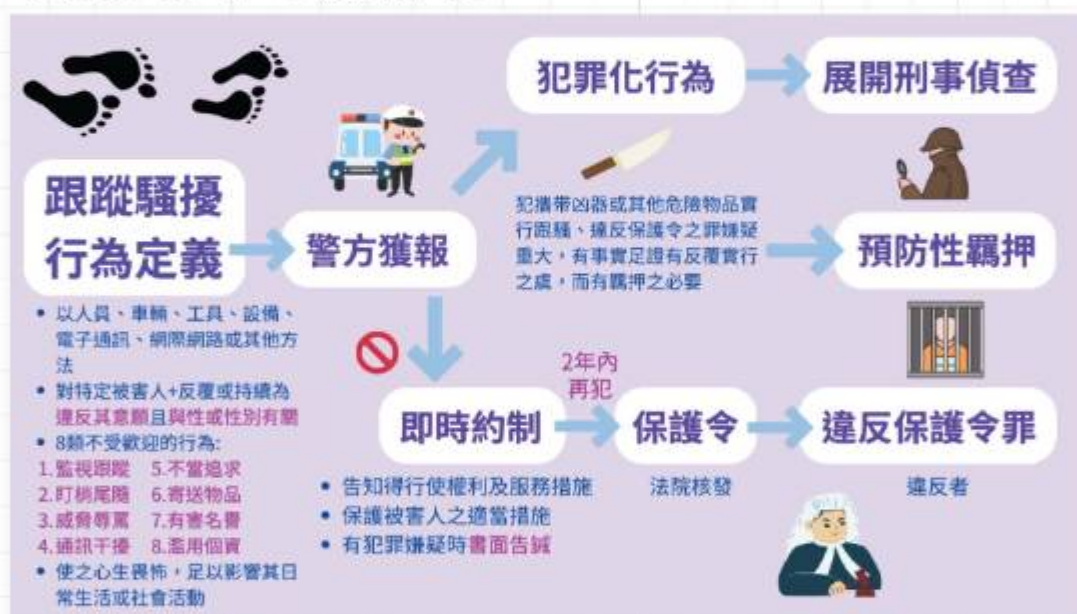 犯罪化行為
展開刑事偵查
跟蹤騷擾
行為定義
警方獲報
犯攜帶凶器或其他危險物品實
行跟騷、違反保護令之罪嫌疑
重大，有事實足證有反覆實行
之虞，而有羈押之必要
預防性羈押
• 以人員、車輛、工具、設備、
電子通訊、網際網路或其他方
法
• 對特定被害人+反覆或持續為
違反其意願且與性或性別有關
• 8類不受歡迎的行為:
1.監視跟蹤 5.不當追求
2.盯梢尾隨 6.寄送物品
3.威脅辱罵 7.有害名譽
4.通訊干擾 8.濫用個資
• 使之心生畏怖，足以影響其日
常生活或社會活動
即時約制
2年內
再犯
保護令
違反保護令罪
• 告知得行使權利及服務措施
• 保護被害人之適當措施
• 有犯罪嫌疑時書面告誡
法院核發
違反者